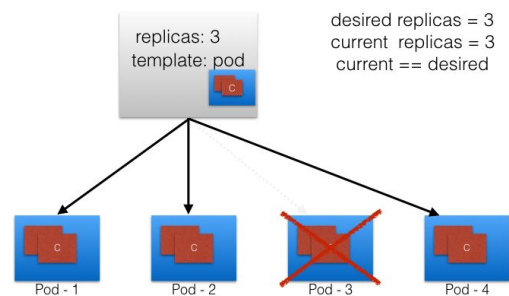 replicas: 3
template: pod
C
desired replicas = 3
current replicas = 3
current == desired
C
C
C
C
Pod - 1
Pod - 2
Pod - 3
Pod - 4